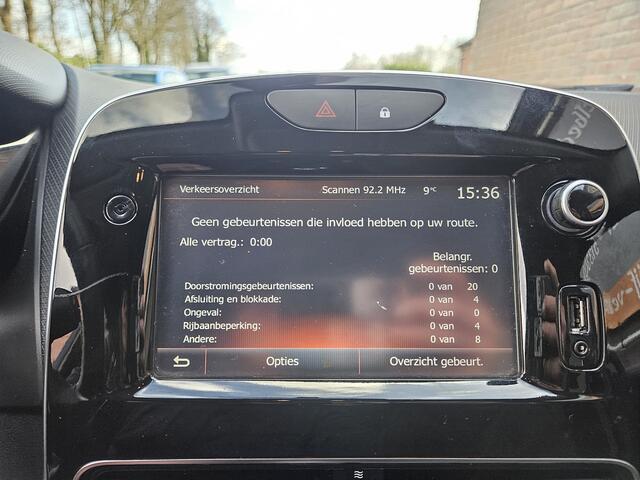 Verkeersoverzicht Scannen 92.2 MHz 9°C 15:36
Geen gebeurtenissen die invloed hebben op uw route.
Alle vertrag.: 0:00
Belangr.
gebeurtenissen: 0
Doorstromingsgebeurtenissen: 0 van 20
Afsluiting en blokkade: 0 van 4
Ongeval: 0 van 0
Rijbaanbeperking: 0 van 4
Andere: 0 van 8
Opties Overzicht gebeurt.